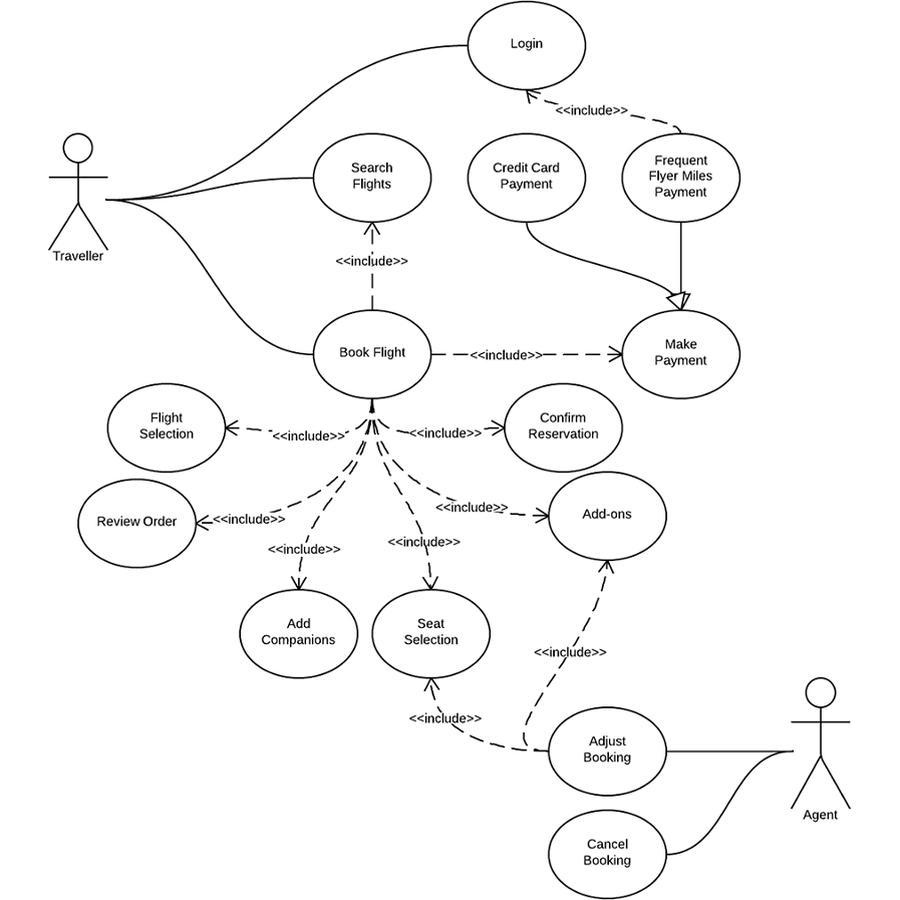 Login
<<include>>
Search
Flights
Credit Card
Payment
Frequent
Flyer Miles
Payment
Traveller
<<include>>
Book Flight
<<include>>
Make
Payment
Flight
Selection
<<include>>
<<include>>
Confirm
Reservation
Review Order
<<include>>
<<include>>
Add-ons
<<include>>
<<include>>
Add
Companions
Seat
Selection
<<include>>
<<include>>
Adjust
Booking
Agent
Cancel
Booking